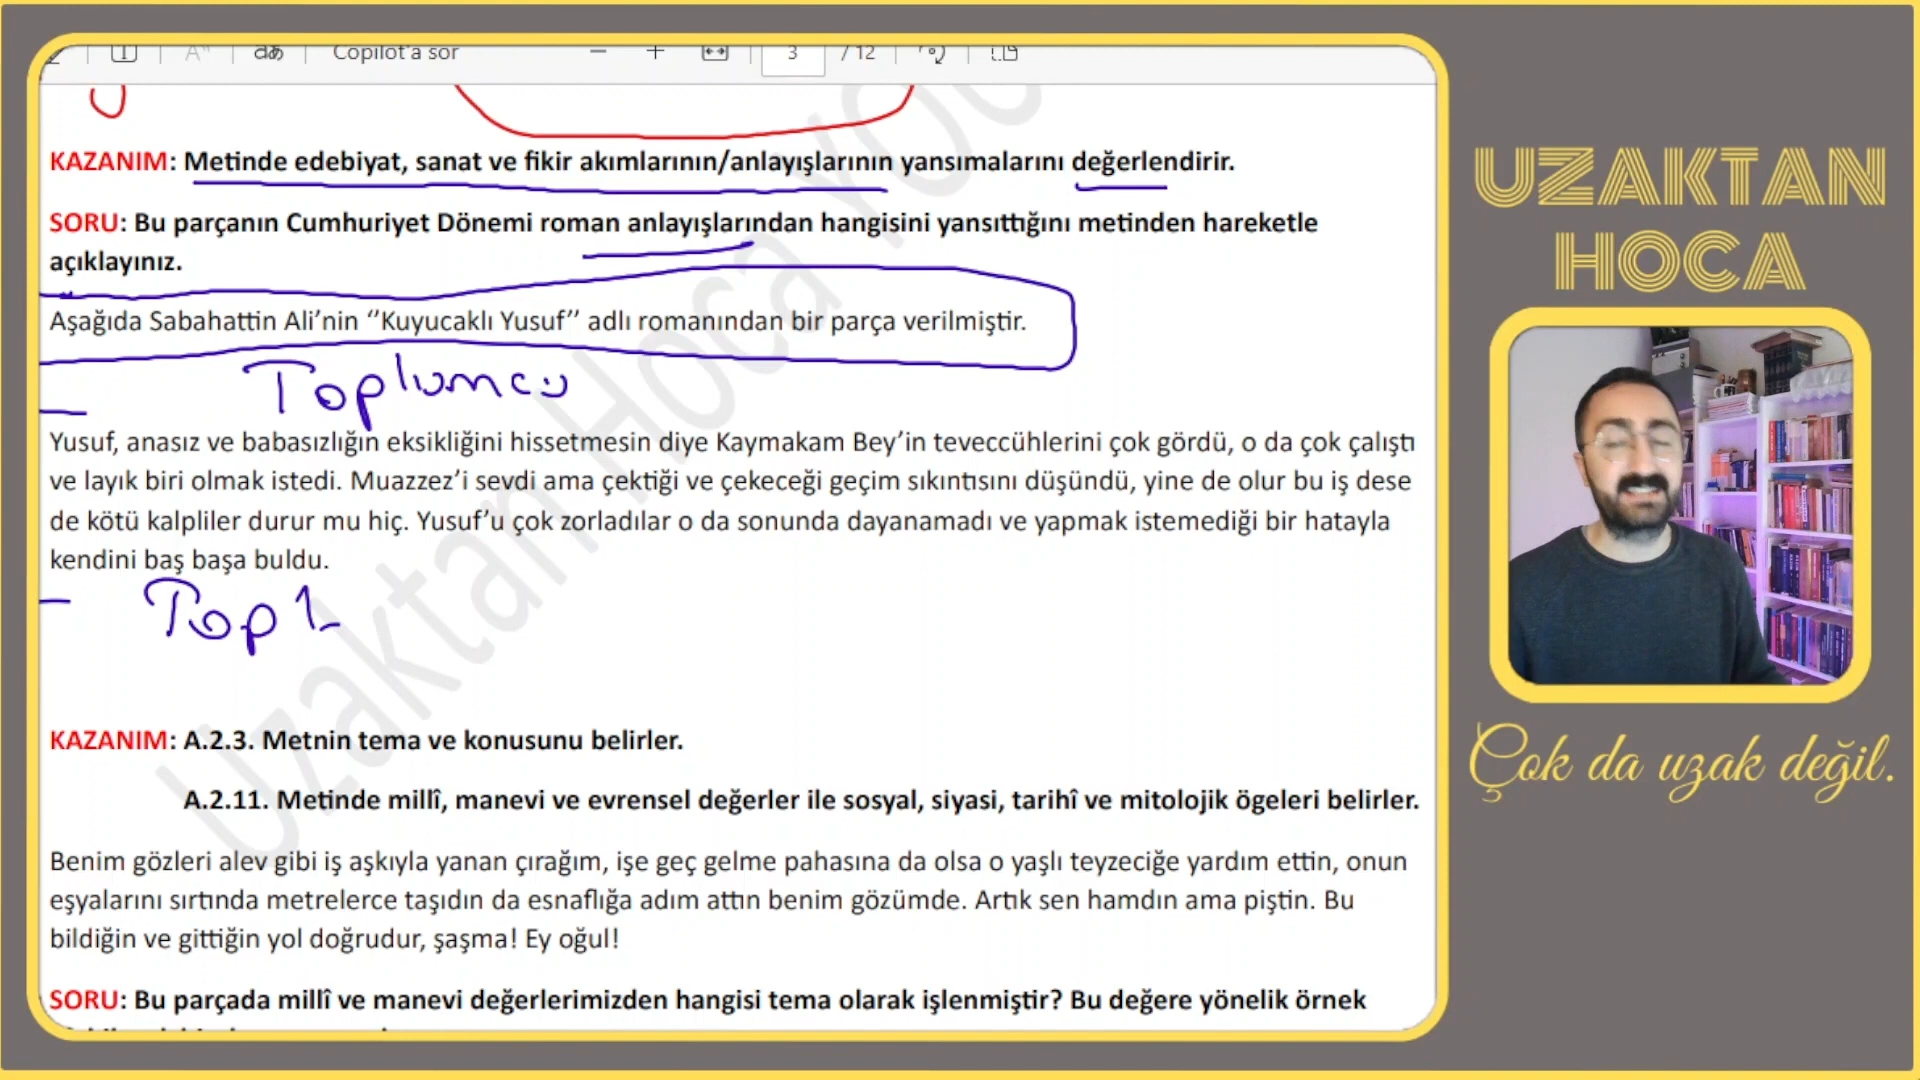 Copilot'a sor
3
/ 12
KAZANIM: Metinde edebiyat, sanat ve fikir akımlarının/anlayışlarının yansımalarını değerlendirir.
SORU: Bu parçanın Cumhuriyet Dönemi roman anlayışlarından hangisini yansıttığını metinden hareketle
açıklayınız.
Aşağıda Sabahattin Ali’nin ‘’Kuyucaklı Yusuf’’ adlı romanından bir parça verilmiştir.
Toplumcu
Yusuf, anasız ve babasızlığın eksikliğini hissetmesin diye Kaymakam Bey’in teveccühlerini çok gördü, o da çok çalıştı
ve layık biri olmak istedi. Muazzez’i sevdi ama çektiği ve çekeceği geçim sıkıntısını düşündü, yine de olur bu iş dese
de kötü kalpliler durur mu hiç. Yusuf’u çok zorladılar o da sonunda dayanamadı ve yapmak istemediği bir hatayla
kendini baş başa buldu.
Topl
KAZANIM: A.2.3. Metnin tema ve konusunu belirler.
A.2.11. Metinde millî, manevi ve evrensel değerler ile sosyal, siyasi, tarihî ve mitolojik ögeleri belirler.
Benim gözleri alev gibi iş aşkıyla yanan çırağım, işe geç gelme pahasına da olsa o yaşlı teyzeciğe yardım ettin, onun
eşyalarını sırtında metrelerce taşıdın da esnaflığa adım attın benim gözümde. Artık sen hamdın ama piştin. Bu
bildiğin ve gittiğin yol doğrudur, şaşma! Ey oğul!
SORU: Bu parçada millî ve manevi değerlerimizden hangisi tema olarak işlenmiştir? Bu değere yönelik örnek
Uzaktan Hoca
UZAKTAN
HOCA
Çok da uzak değil.